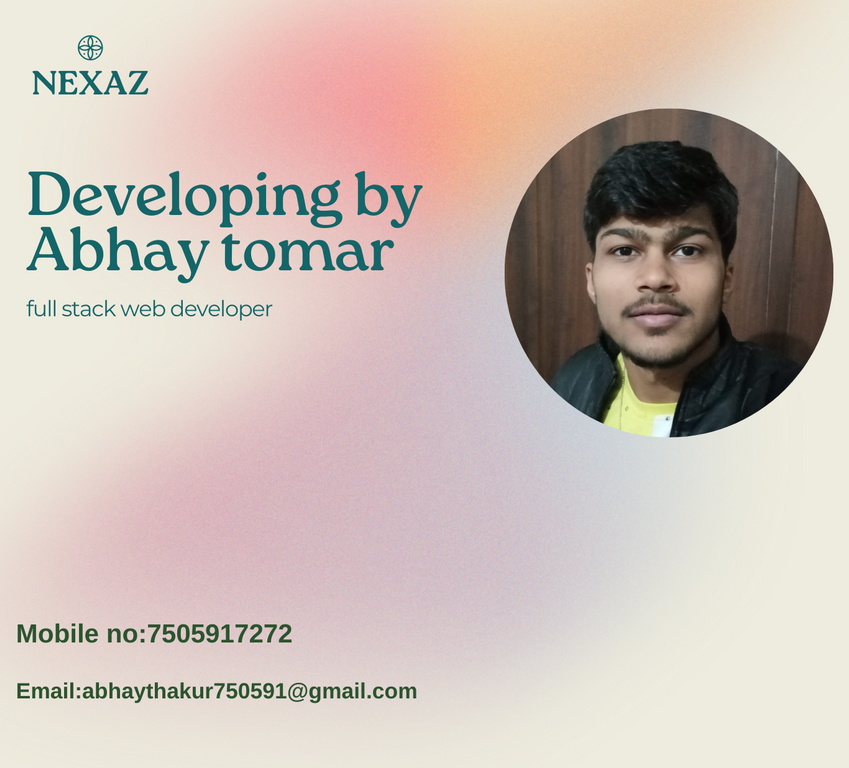 NEXAZ
Developing by
Abhay tomar
full stack web developer
Mobile no:7505917272
Email:abhaythakur750591@gmail.com